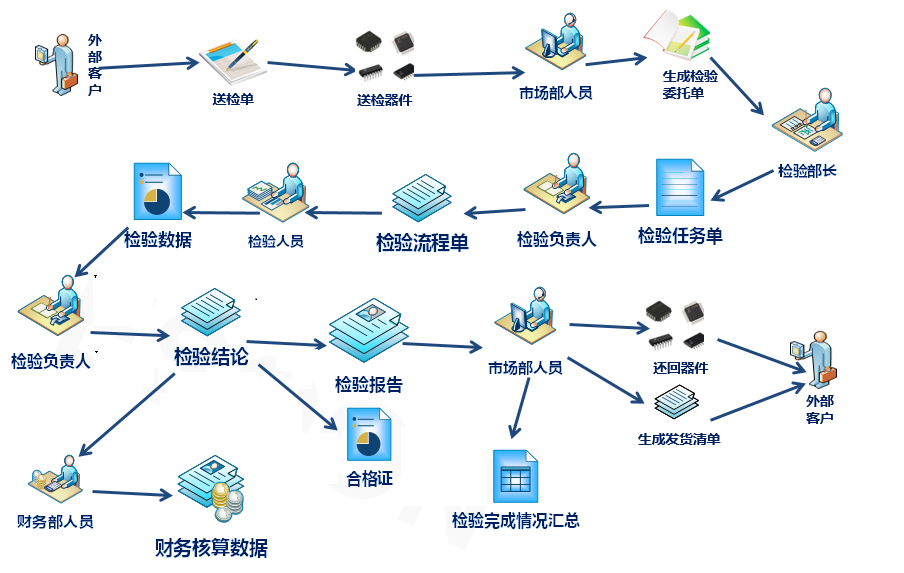 外
部
客
户
送检单
送检器件
市场部人员
生成检验
委托单
检验部长
检验数据
检验人员
检验流程单
检验负责人
检验任务单
检验负责人
检验结论
检验报告
市场部人员
还回器件
外部
客户
生成发货清单
合格证
财务部人员
财务核算数据
检验完成情况汇总